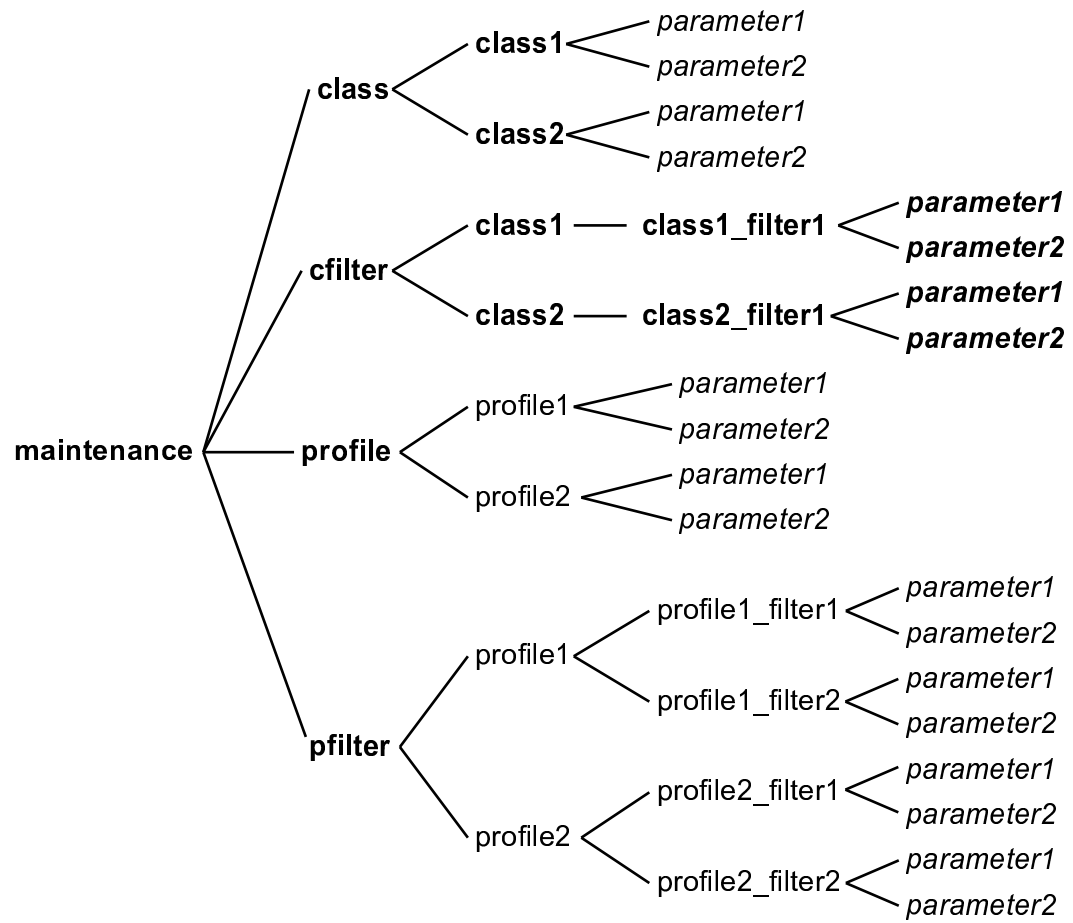 parameter1
class1
parameter2
class
parameter1
class2
parameter2
parameter1
class1
class1_filter1
parameter2
cfilter
parameter1
class2
class2_filter1
parameter2
parameter1
profile1
parameter2
maintenance
profile
parameter1
profile2
parameter2
parameter1
profile1_filter1
parameter2
profile1
parameter1
profile1_filter2
parameter2
pfilter
parameter1
profile2_filter1
parameter2
profile2
parameter1
profile2_filter2
parameter2